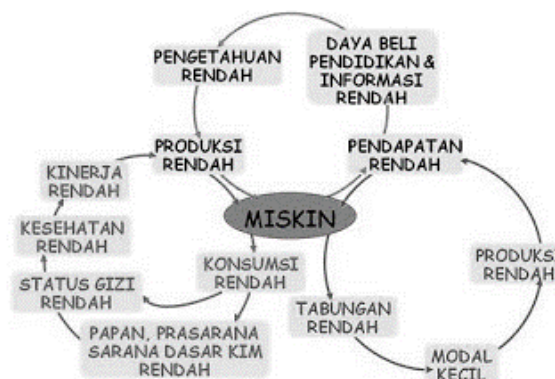 DAYA BELI
PENDIDIKAN &
INFORMASI
RENDAH
PENGETAHUAN
RENDAH
PRODUKSI
RENDAH
PENDAPATAN
RENDAH
KINERJA
RENDAH
MISKIN
KESEHATAN
RENDAH
KONSUMSI
RENDAH
PRODUKSI
RENDAH
STATUS GIZI
RENDAH
TABUNGAN
RENDAH
PAPAN, PRASARANA
SARANA DASAR KIM
RENDAH
MODAL
KECIL